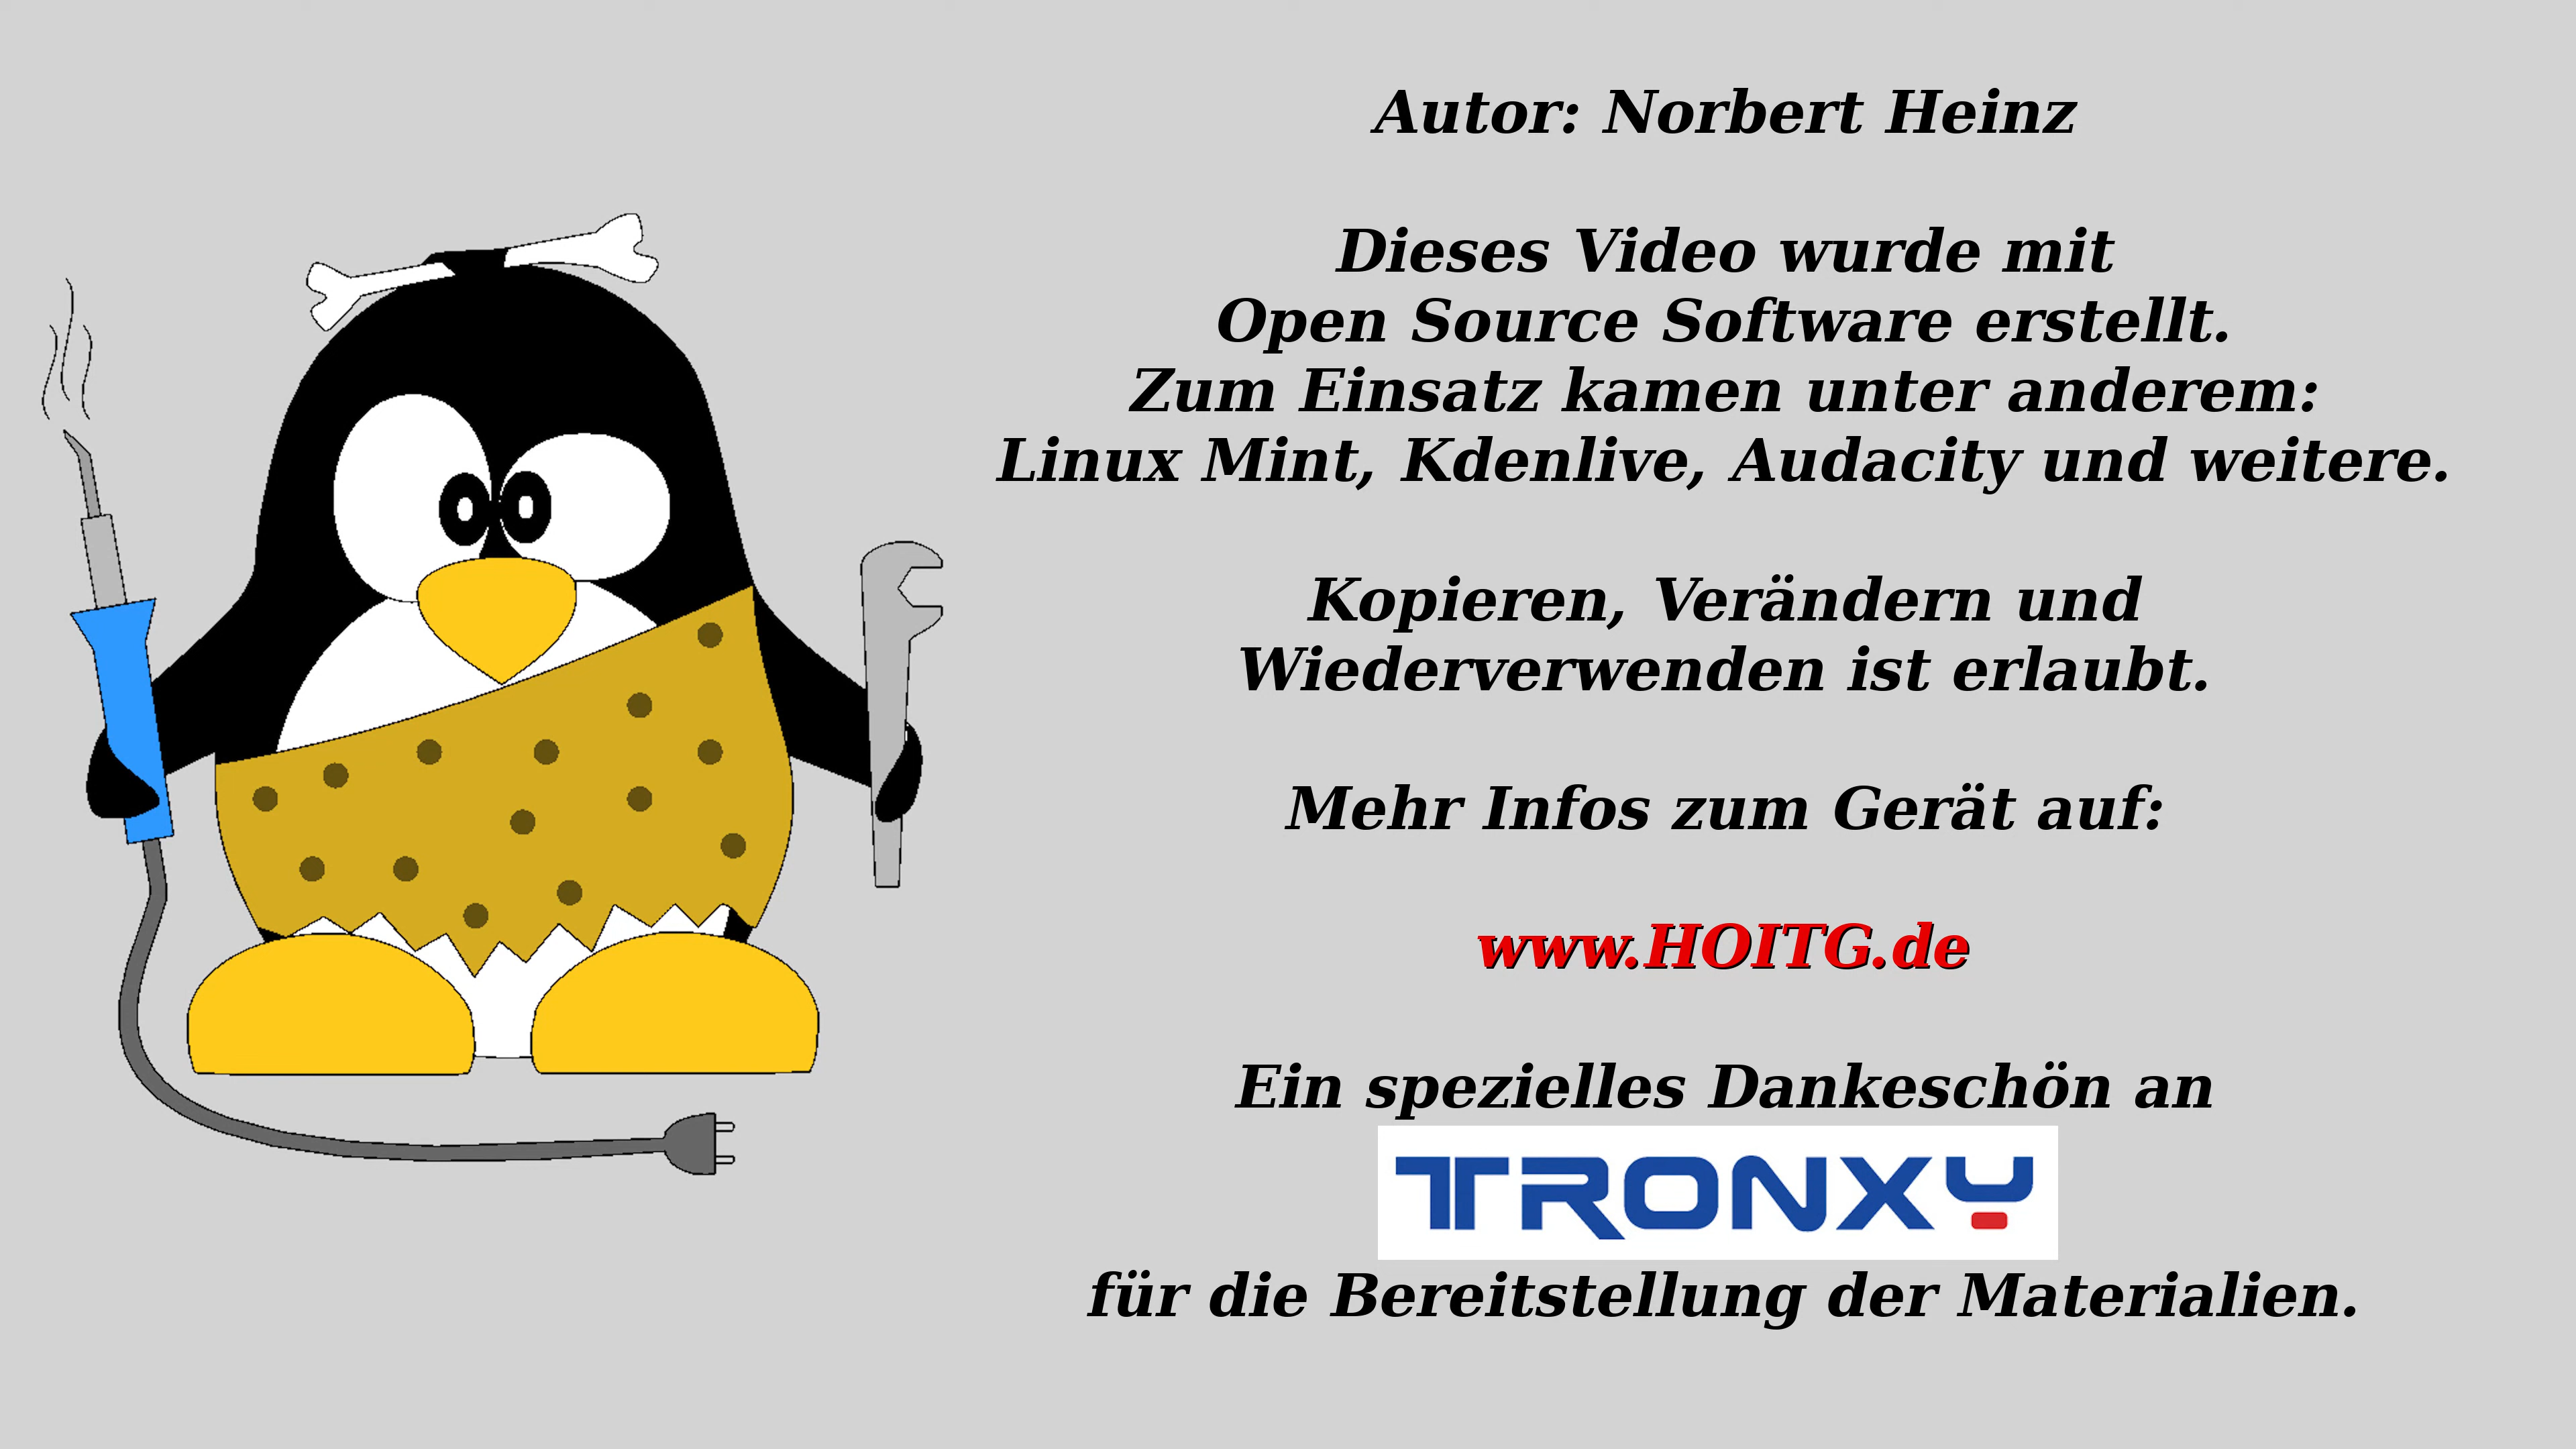 Autor: Norbert Heinz
Dieses Video wurde mit
Open Source Software erstellt.
Zum Einsatz kamen unter anderem:
Linux Mint, Kdenlive, Audacity und weitere.
Kopieren, Verändern und
Wiederverwenden ist erlaubt.
Mehr Infos zum Gerät auf:
www.HOITG.de
Ein spezielles Dankeschön an
TRONXY
für die Bereitstellung der Materialien.